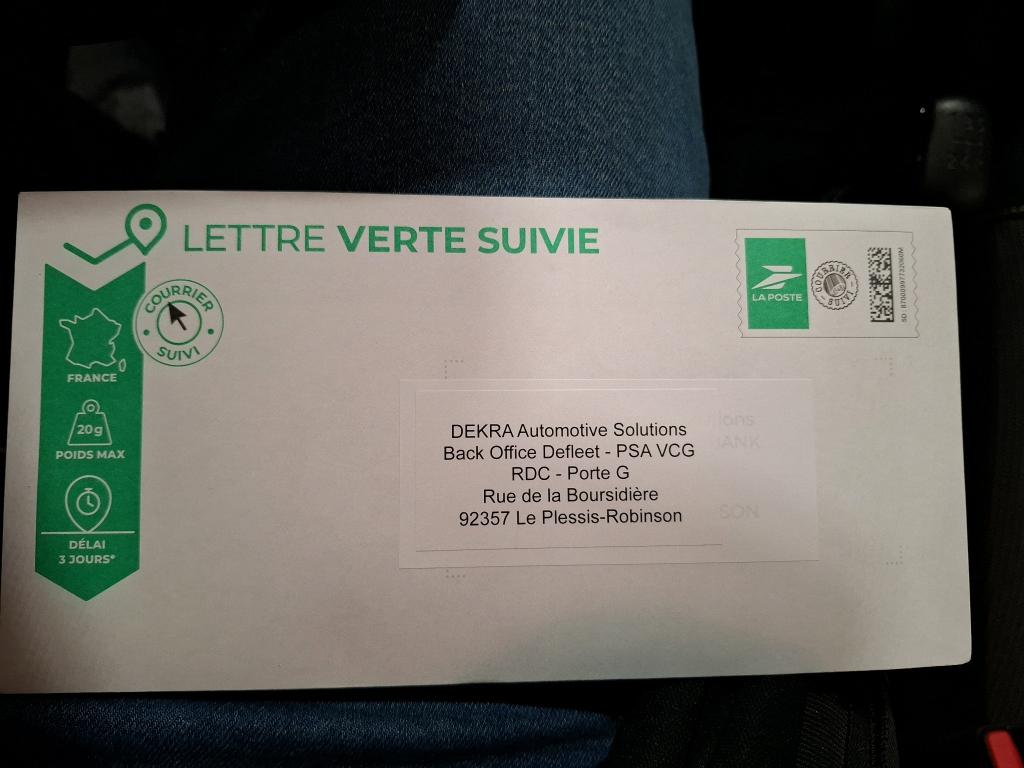 LETTRE VERTE SUIVIE
COURRIER
SUIVI
FRANCE
20g
POIDS MAX
DÉLAI
3 JOURS*
LA POSTE
COURRIER
SUIVI
DEKRA Automotive Solutions
Back Office Defleet - PSA VCG
RDC - Porte G
Rue de la Boursidière
92357 Le Plessis-Robinson